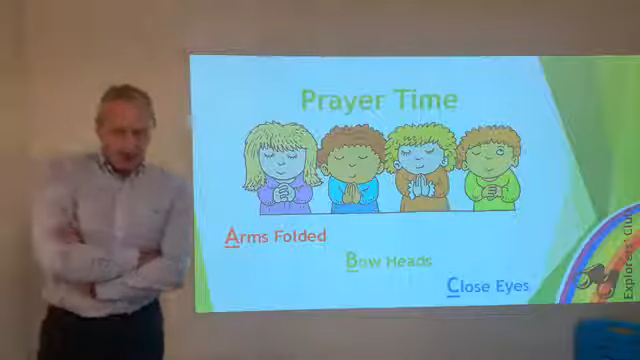 Prayer Time
Arms Folded
Bow Heads
Close Eyes
Explorers' Club